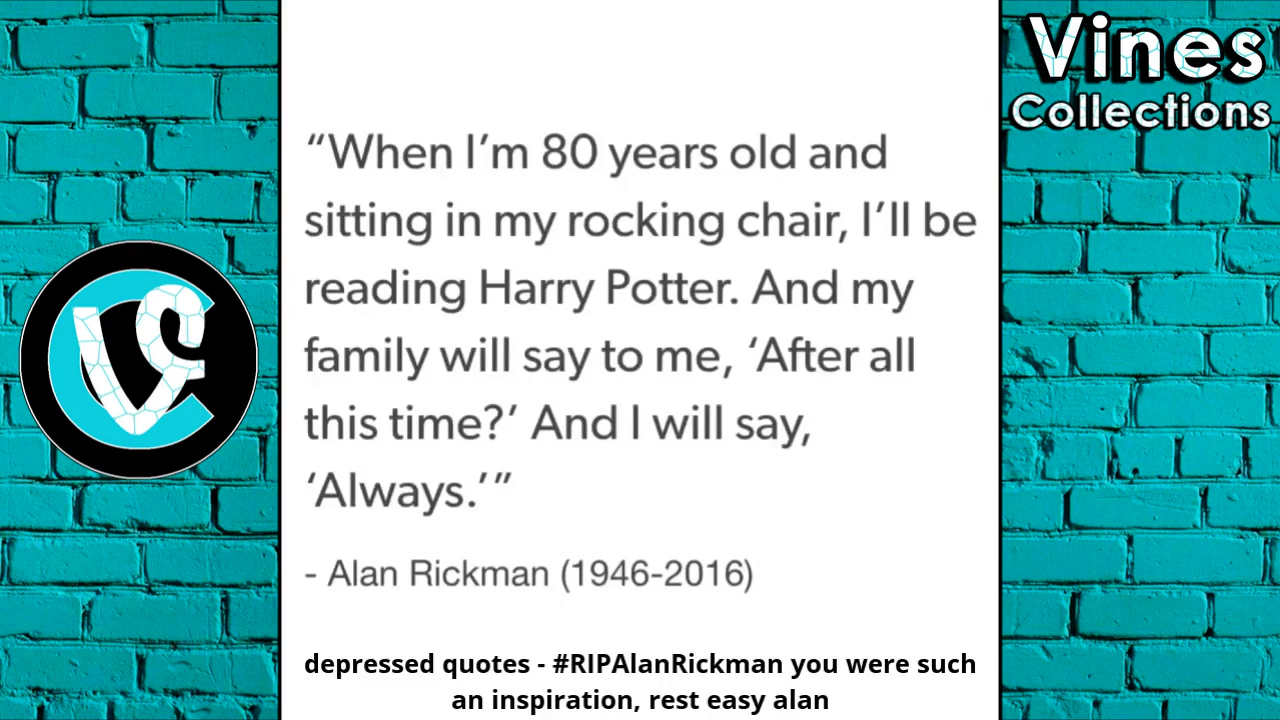 Vines
Collections
“When I’m 80 years old and
sitting in my rocking chair, I’ll be
reading Harry Potter. And my
family will say to me, ‘After all
this time?’ And I will say,
‘Always.’”
- Alan Rickman (1946-2016)
depressed quotes - #RIPAlanRickman you were such
an inspiration, rest easy alan
VC